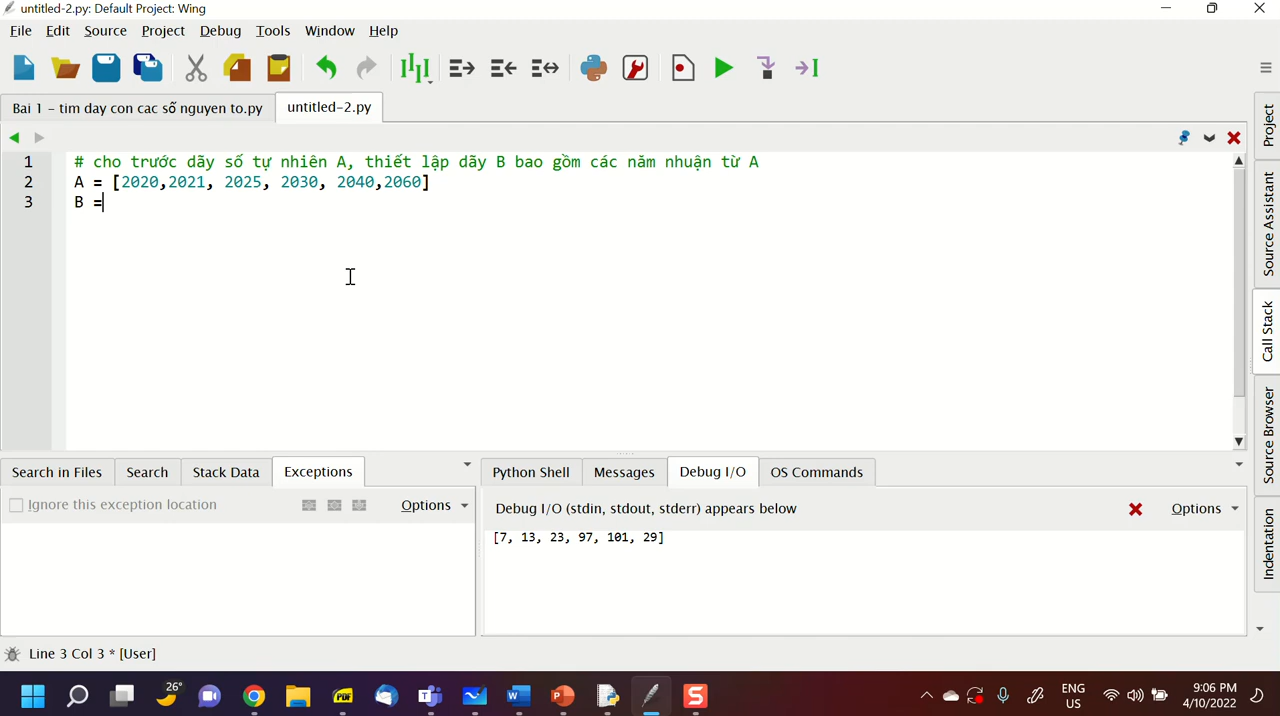 untitled-2.py: Default Project: Wing
File Edit Source Project Debug Tools Window Help
Bai 1 - tim day con cac số nguyen to.py untitled-2.py
1 # cho trước dãy số tự nhiên A, thiết lập dãy B bao gồm các năm nhuận từ A
2 A = [2020,2021, 2025, 2030, 2040,2060]
3 B =
Project
Source Assistant
Call Stack
Source Browser
Indentation
Search in Files Search Stack Data Exceptions
Ignore this exception location Options
Python Shell Messages Debug I/O OS Commands
Debug I/O (stdin, stdout, stderr) appears below Options
[7, 13, 23, 97, 101, 29]
Line 3 Col 3 * [User]
26°
PDF
W
P
S
ENG
US
9:06 PM
4/10/2022